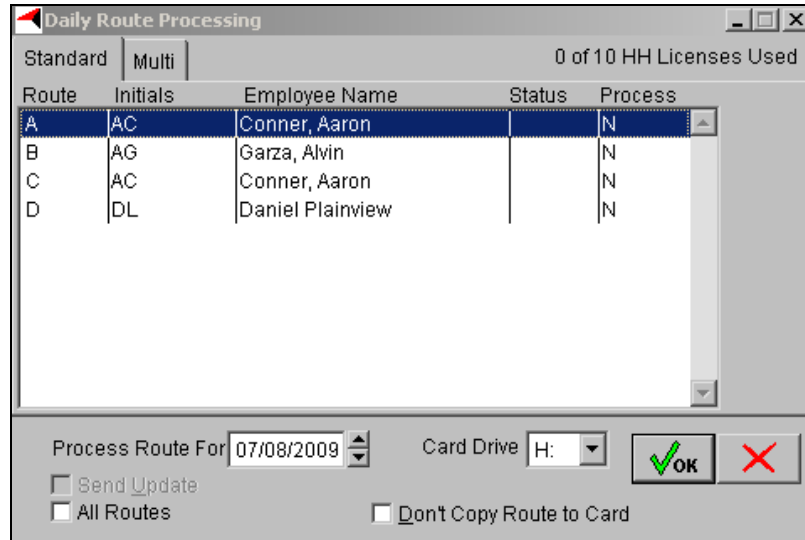 Daily Route Processing
Standard Multi 0 of 10 HH Licenses Used
Route Initials Employee Name Status Process
A AC Conner, Aaron N
B AG Garza, Alvin N
C AC Conner, Aaron N
D DL Daniel Plainview N
Process Route For 07/08/2009 Card Drive H: OK
Send Update
All Routes Don't Copy Route to Card